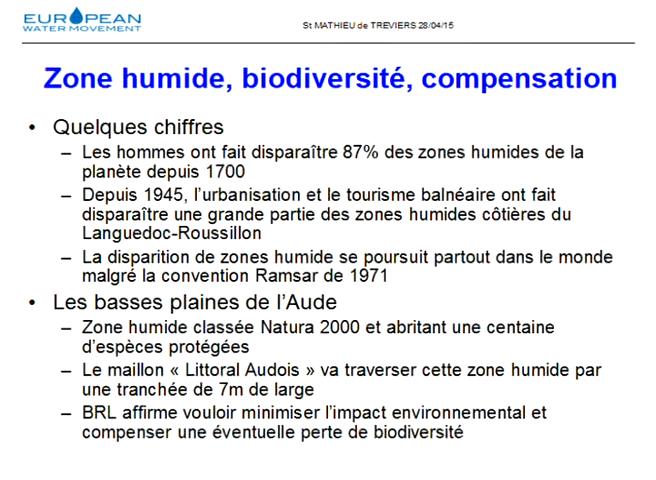 EUROPEAN
WATER MOVEMENT
St MATHIEU de TREVIERS 28/04/15
Zone humide, biodiversité, compensation
• Quelques chiffres
– Les hommes ont fait disparaître 87% des zones humides de la
planète depuis 1700
– Depuis 1945, l'urbanisation et le tourisme balnéaire ont fait
disparaître une grande partie des zones humides côtières du
Languedoc-Roussillon
– La disparition de zones humide se poursuit partout dans le monde
malgré la convention Ramsar de 1971
• Les basses plaines de l'Aude
– Zone humide classée Natura 2000 et abritant une centaine
d'espèces protégées
– Le maillon « Littoral Audois » va traverser cette zone humide par
une tranchée de 7m de large
– BRL affirme vouloir minimiser l'impact environnemental et
compenser une éventuelle perte de biodiversité